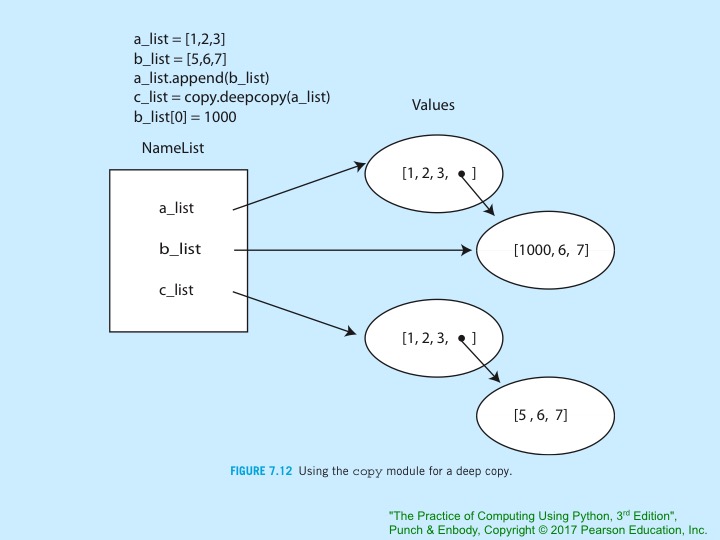 a_list = [1,2,3]
b_list = [5,6,7]
a_list.append(b_list)
c_list = copy.deepcopy(a_list)
b_list[0] = 1000
NameList
Values
a_list
b_list
c_list
[1, 2, 3, • ]
[1000, 6, 7]
[1, 2, 3, • ]
[5 , 6, 7]
FIGURE 7.12 Using the copy module for a deep copy.
"The Practice of Computing Using Python, 3rd Edition",
Punch & Enbody, Copyright © 2017 Pearson Education, Inc.